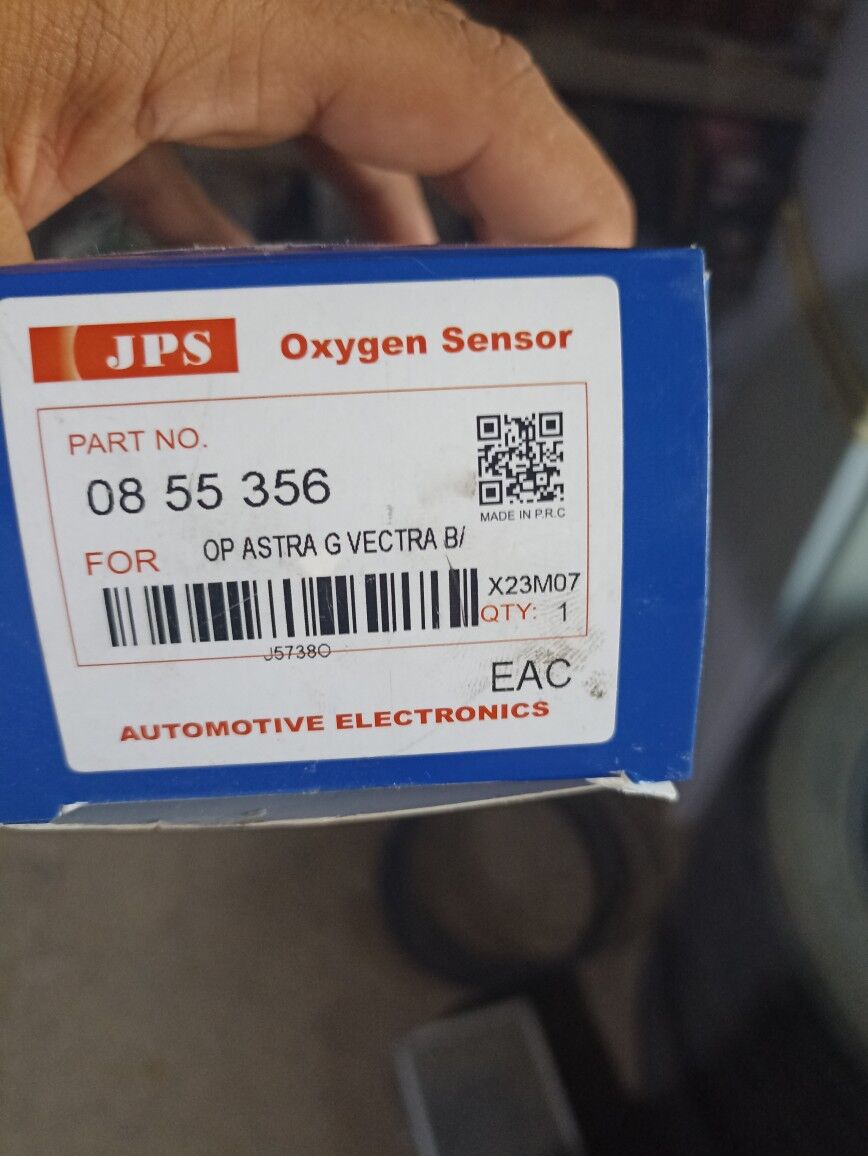 JPS
Oxygen Sensor
PART NO.
08 55 356
MADE IN P.R.C
FOR OP ASTRA G VECTRA B/
X23M07
QTY: 1
J5738O
EAC
AUTOMOTIVE ELECTRONICS